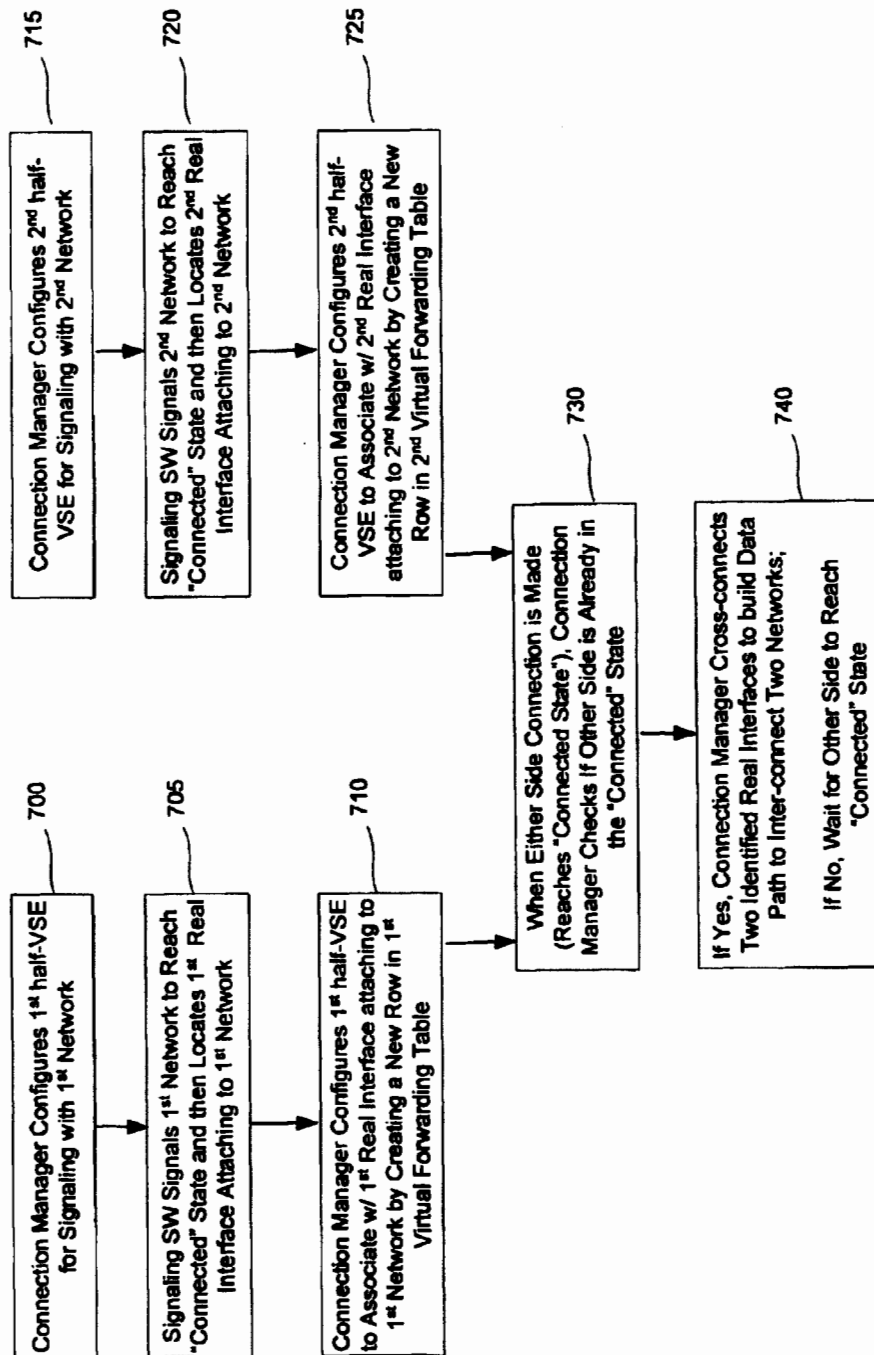 700
Connection Manager Configures 1st half-VSE
for Signaling with 1st Network
705
Signaling SW Signals 1st Network to Reach
"Connected" State and then Locates 1st Real
Interface Attaching to 1st Network
710
Connection Manager Configures 1st half-VSE
to Associate w/ 1st Real Interface attaching to
1st Network by Creating a New Row in 1st
Virtual Forwarding Table
715
Connection Manager Configures 2nd half-
VSE for Signaling with 2nd Network
720
Signaling SW Signals 2nd Network to Reach
"Connected" State and then Locates 2nd Real
Interface Attaching to 2nd Network
725
Connection Manager Configures 2nd half-
VSE to Associate w/ 2nd Real Interface
attaching to 2nd Network by Creating a New
Row in 2nd Virtual Forwarding Table
730
When Either Side Connection is Made
(Reaches "Connected State"), Connection
Manager Checks If Other Side is Already in
the "Connected" State
740
If Yes, Connection Manager Cross-connects
Two Identified Real Interfaces to build Data
Path to Inter-connect Two Networks;
If No, Wait for Other Side to Reach
"Connected" State